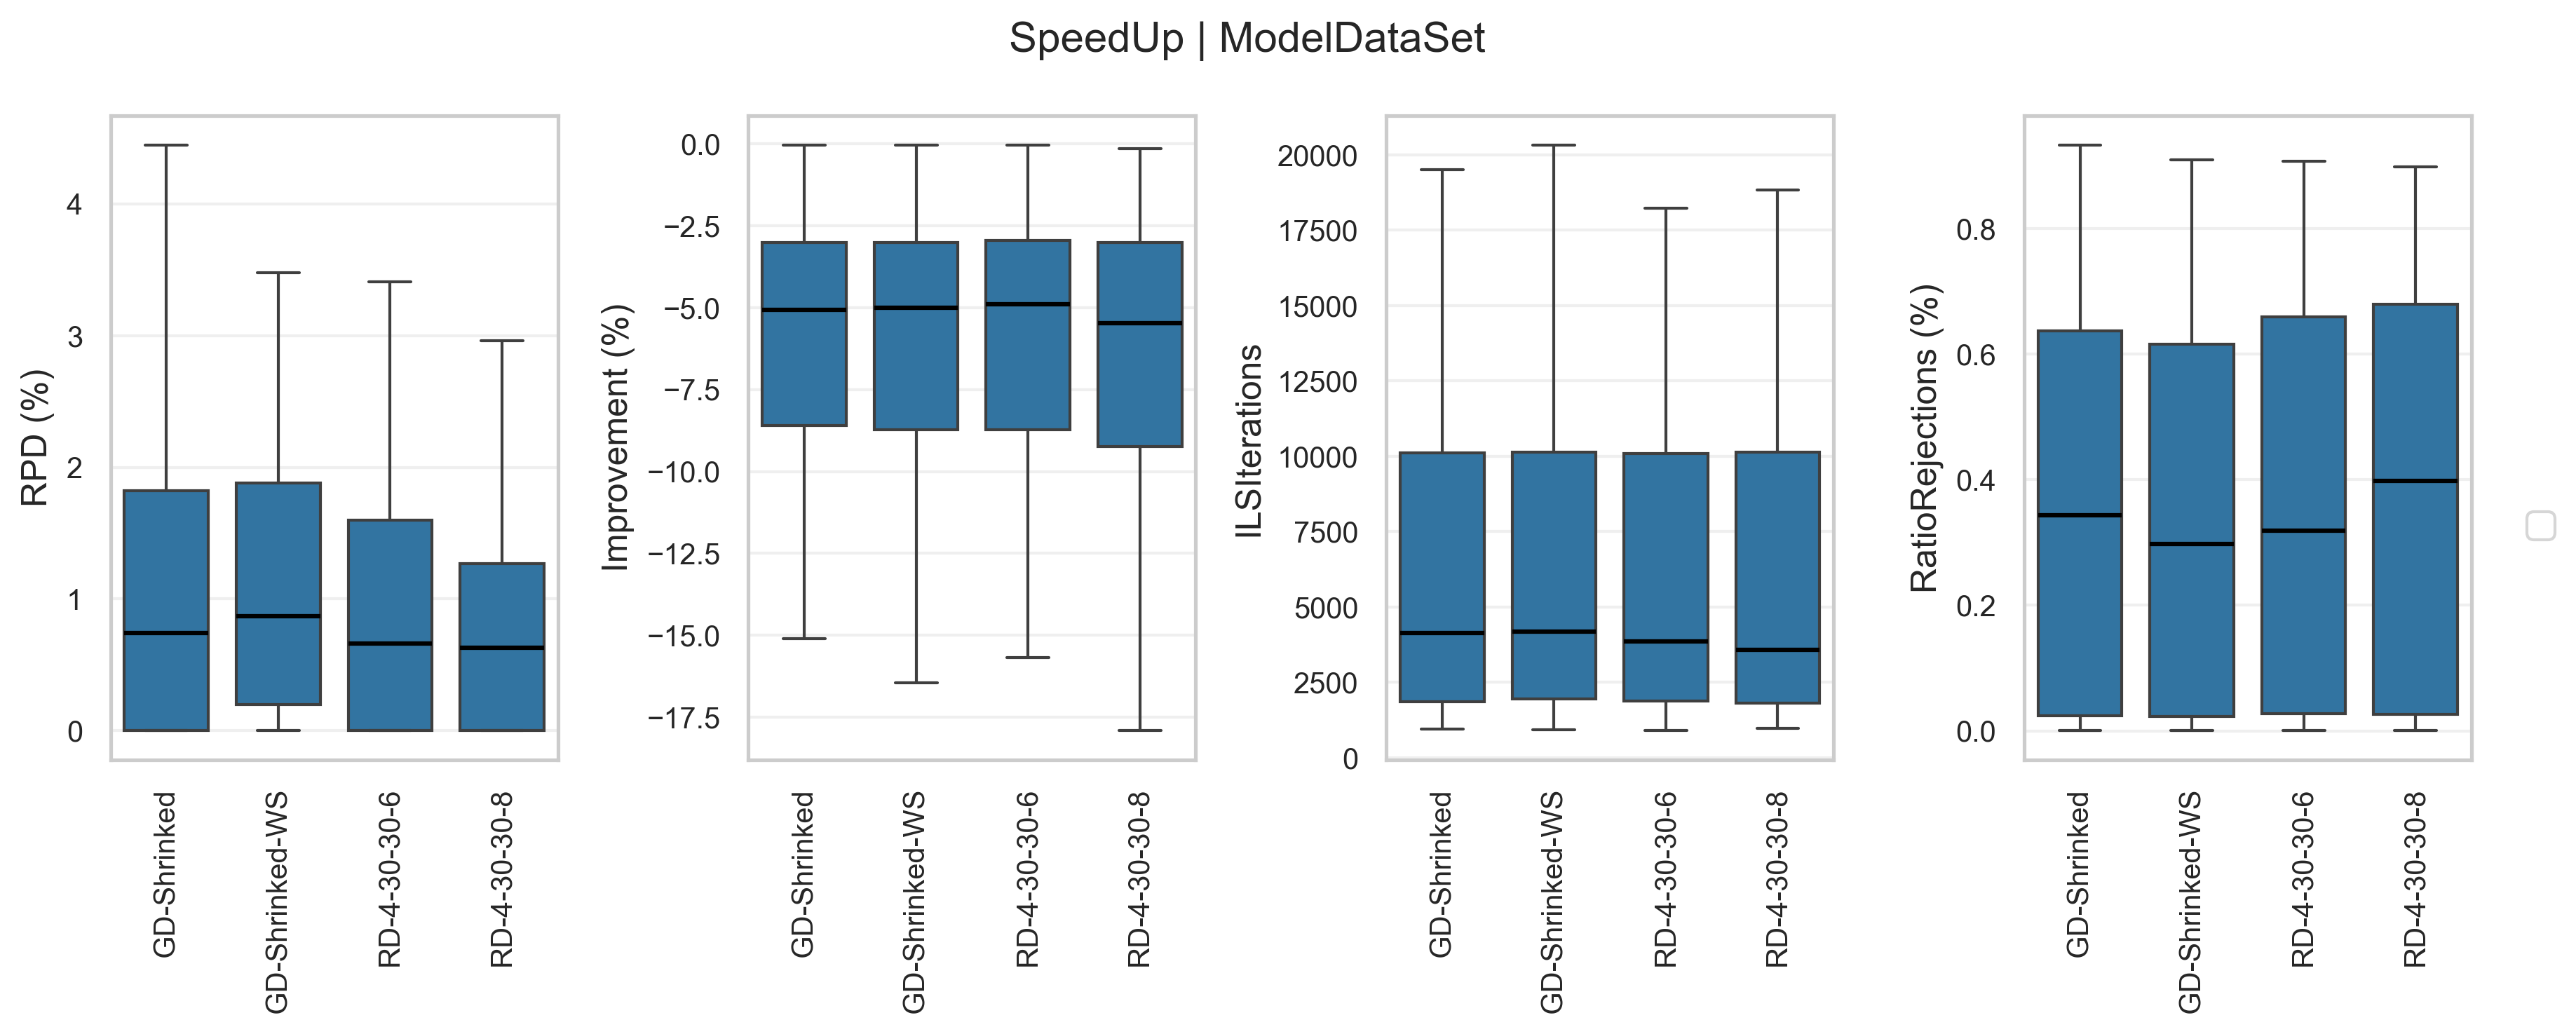 SpeedUp | ModelDataSet
RPD (%)
4
3
2
1
0
GD-Shrinked
GD-Shrinked-WS
RD-4-30-30-6
RD-4-30-30-8
Improvement (%)
0.0
−2.5
−5.0
−7.5
−10.0
−12.5
−15.0
−17.5
GD-Shrinked
GD-Shrinked-WS
RD-4-30-30-6
RD-4-30-30-8
ILSIterations
20000
17500
15000
12500
10000
7500
5000
2500
0
GD-Shrinked
GD-Shrinked-WS
RD-4-30-30-6
RD-4-30-30-8
RatioRejections (%)
0.8
0.6
0.4
0.2
0.0
GD-Shrinked
GD-Shrinked-WS
RD-4-30-30-6
RD-4-30-30-8